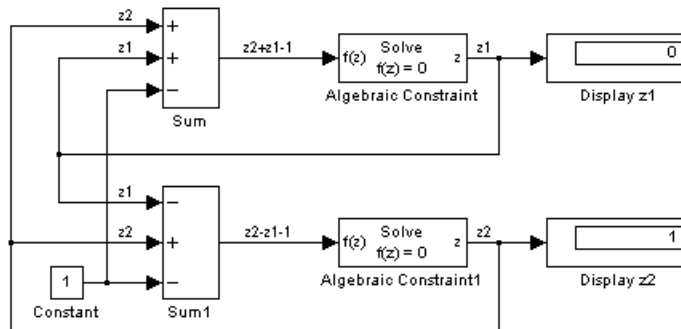 z2
+
z1
+
−
Sum
z2+z1-1
f(z)
Solve
f(z) = 0
z
Algebraic Constraint
z1
0
Display z1
z1
−
z2
+
−
Sum1
1
Constant
z2-z1-1
f(z)
Solve
f(z) = 0
z
Algebraic Constraint1
z2
1
Display z2